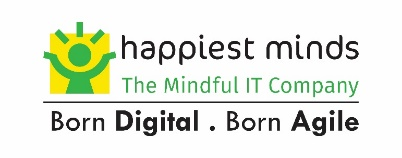 happiest minds
The Mindful IT Company
Born Digital . Born Agile